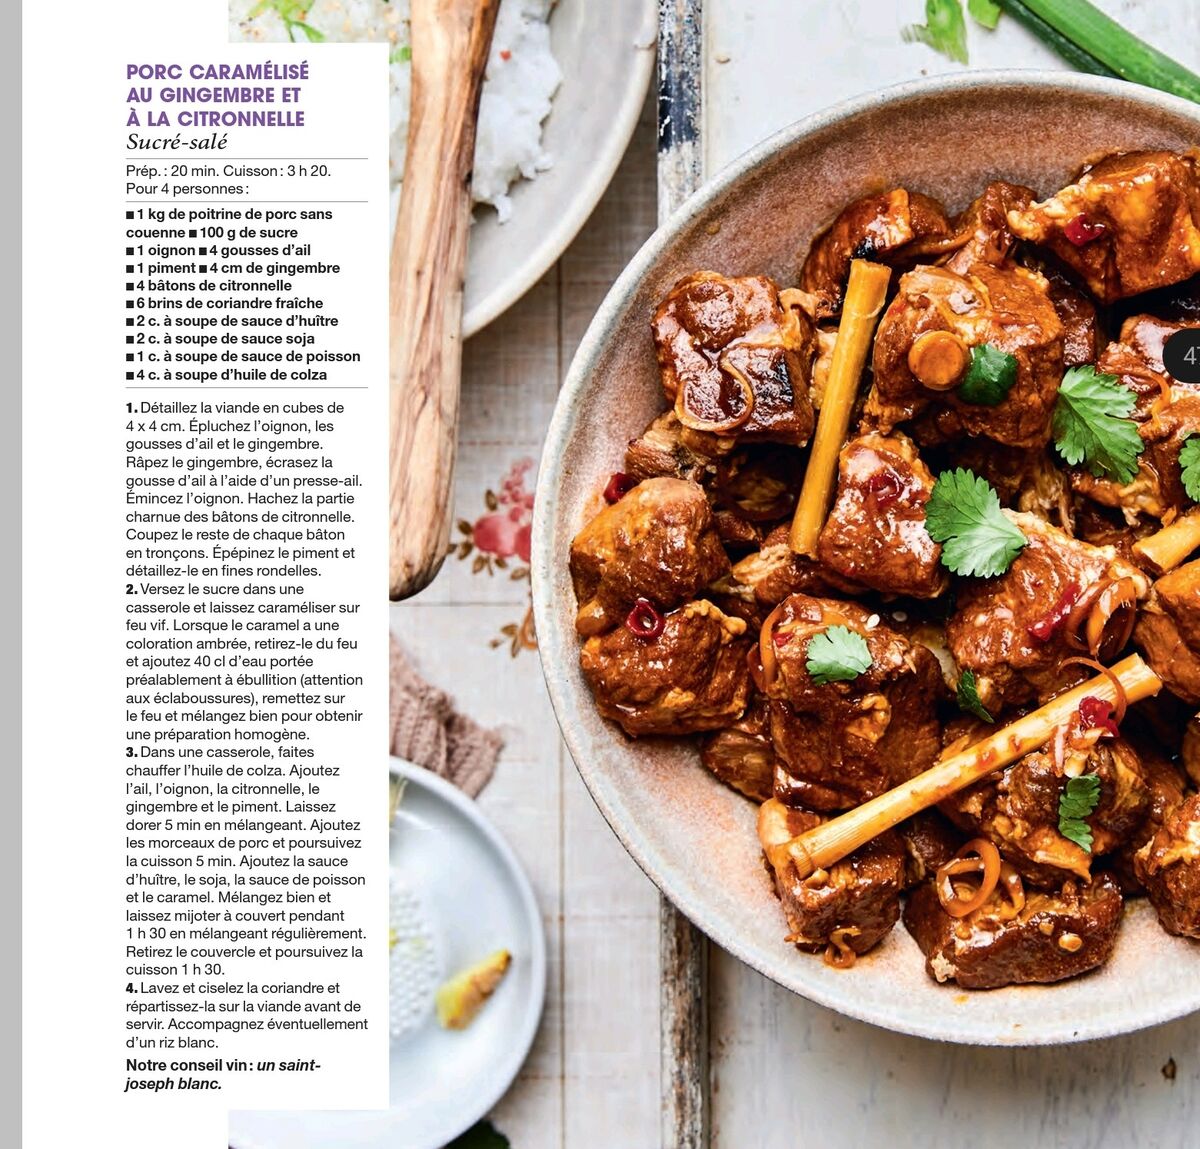 PORC CARAMÉLISÉ
AU GINGEMBRE ET
À LA CITRONNELLE
Sucré-salé
Prép. : 20 min. Cuisson : 3 h 20.
Pour 4 personnes :
■ 1 kg de poitrine de porc sans
couenne ■ 100 g de sucre
■ 1 oignon ■ 4 gousses d’ail
■ 1 piment ■ 4 cm de gingembre
■ 4 bâtons de citronnelle
■ 6 brins de coriandre fraîche
■ 2 c. à soupe de sauce d’huître
■ 2 c. à soupe de sauce soja
■ 1 c. à soupe de sauce de poisson
■ 4 c. à soupe d’huile de colza
1. Détaillez la viande en cubes de
4 x 4 cm. Épluchez l’oignon, les
gousses d’ail et le gingembre.
Râpez le gingembre, écrasez la
gousse d’ail à l’aide d’un presse-ail.
Émincez l’oignon. Hachez la partie
charnue des bâtons de citronnelle.
Coupez le reste de chaque bâton
en tronçons. Épépinez le piment et
détaillez-le en fines rondelles.
2. Versez le sucre dans une
casserole et laissez caraméliser sur
feu vif. Lorsque le caramel a une
coloration ambrée, retirez-le du feu
et ajoutez 40 cl d’eau portée
préalablement à ébullition (attention
aux éclaboussures), remettez sur
le feu et mélangez bien pour obtenir
une préparation homogène.
3. Dans une casserole, faites
chauffer l’huile de colza. Ajoutez
l’ail, l’oignon, la citronnelle, le
gingembre et le piment. Laissez
dorer 5 min en mélangeant. Ajoutez
les morceaux de porc et poursuivez
la cuisson 5 min. Ajoutez la sauce
d’huître, le soja, la sauce de poisson
et le caramel. Mélangez bien et
laissez mijoter à couvert pendant
1 h 30 en mélangeant régulièrement.
Retirez le couvercle et poursuivez la
cuisson 1 h 30.
4. Lavez et ciselez la coriandre et
répartissez-la sur la viande avant de
servir. Accompagnez éventuellement
d’un riz blanc.
Notre conseil vin : un saint-
joseph blanc.